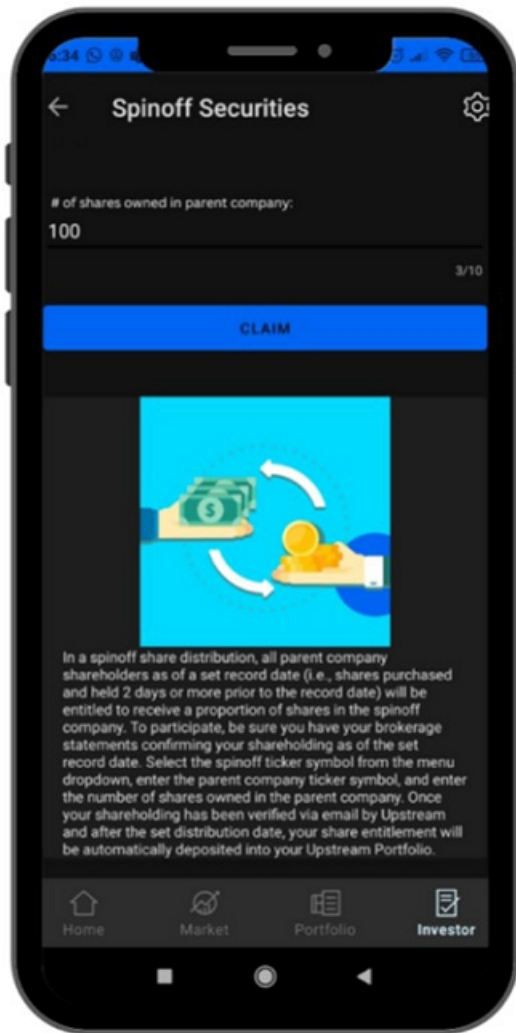 6:34
Spinoff Securities
# of shares owned in parent company:
100
3/10
CLAIM
$
In a spinoff share distribution, all parent company
shareholders as of a set record date (i.e., shares purchased
and held 2 days or more prior to the record date) will be
entitled to receive a proportion of shares in the spinoff
company. To participate, be sure you have your brokerage
statements confirming your shareholding as of the set
record date. Select the spinoff ticker symbol from the menu
dropdown, enter the parent company ticker symbol, and enter
the number of shares owned in the parent company. Once
your shareholding has been verified via email by Upstream
and after the set distribution date, your share entitlement will
be automatically deposited into your Upstream Portfolio.
Home Market Portfolio Investor